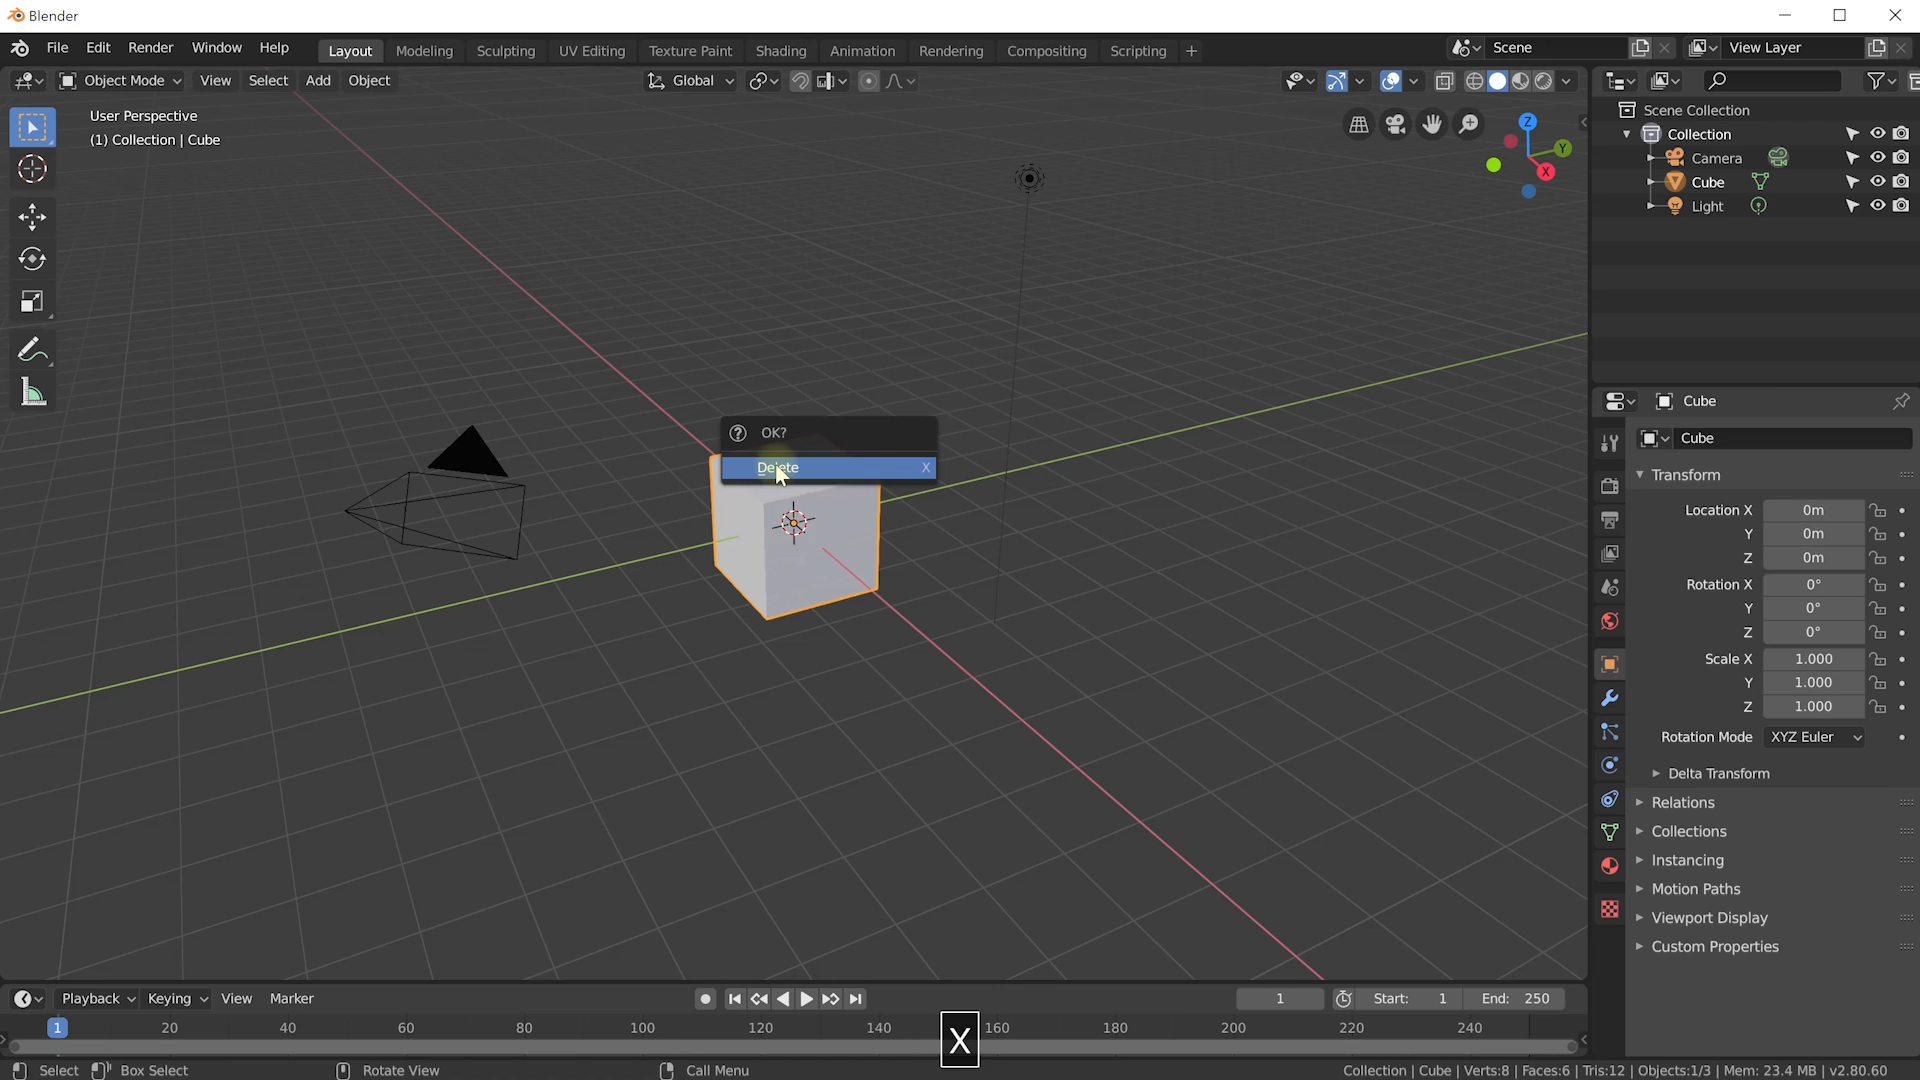 Blender
File Edit Render Window Help Layout Modeling Sculpting UV Editing Texture Paint Shading Animation Rendering Compositing Scripting + Scene View Layer
Object Mode View Select Add Object Global
User Perspective
(1) Collection | Cube
Z
Y
X
Scene Collection
Collection
Camera
Cube
Light
OK?
Delete X
Cube
Cube
Transform
Location X 0m
Y 0m
Z 0m
Rotation X 0°
Y 0°
Z 0°
Scale X 1.000
Y 1.000
Z 1.000
Rotation Mode XYZ Euler
Delta Transform
Relations
Collections
Instancing
Motion Paths
Viewport Display
Custom Properties
Playback Keying View Marker 1 Start: 1 End: 250
1 20 40 60 80 100 120 140 160 180 200 220 240
X
Select Box Select Rotate View Call Menu Collection | Cube | Verts:8 | Faces:6 | Tris:12 | Objects:1/3 | Mem: 23.4 MB | v2.80.60